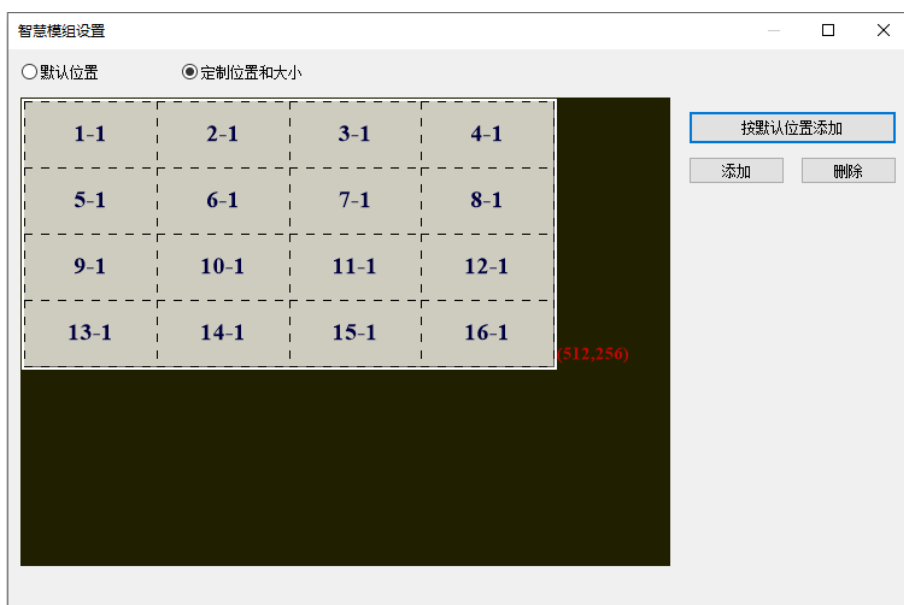 智慧模组设置
默认位置 定制位置和大小
1-1 2-1 3-1 4-1
按默认位置添加
添加 删除
5-1 6-1 7-1 8-1
9-1 10-1 11-1 12-1
13-1 14-1 15-1 16-1
(512,256)